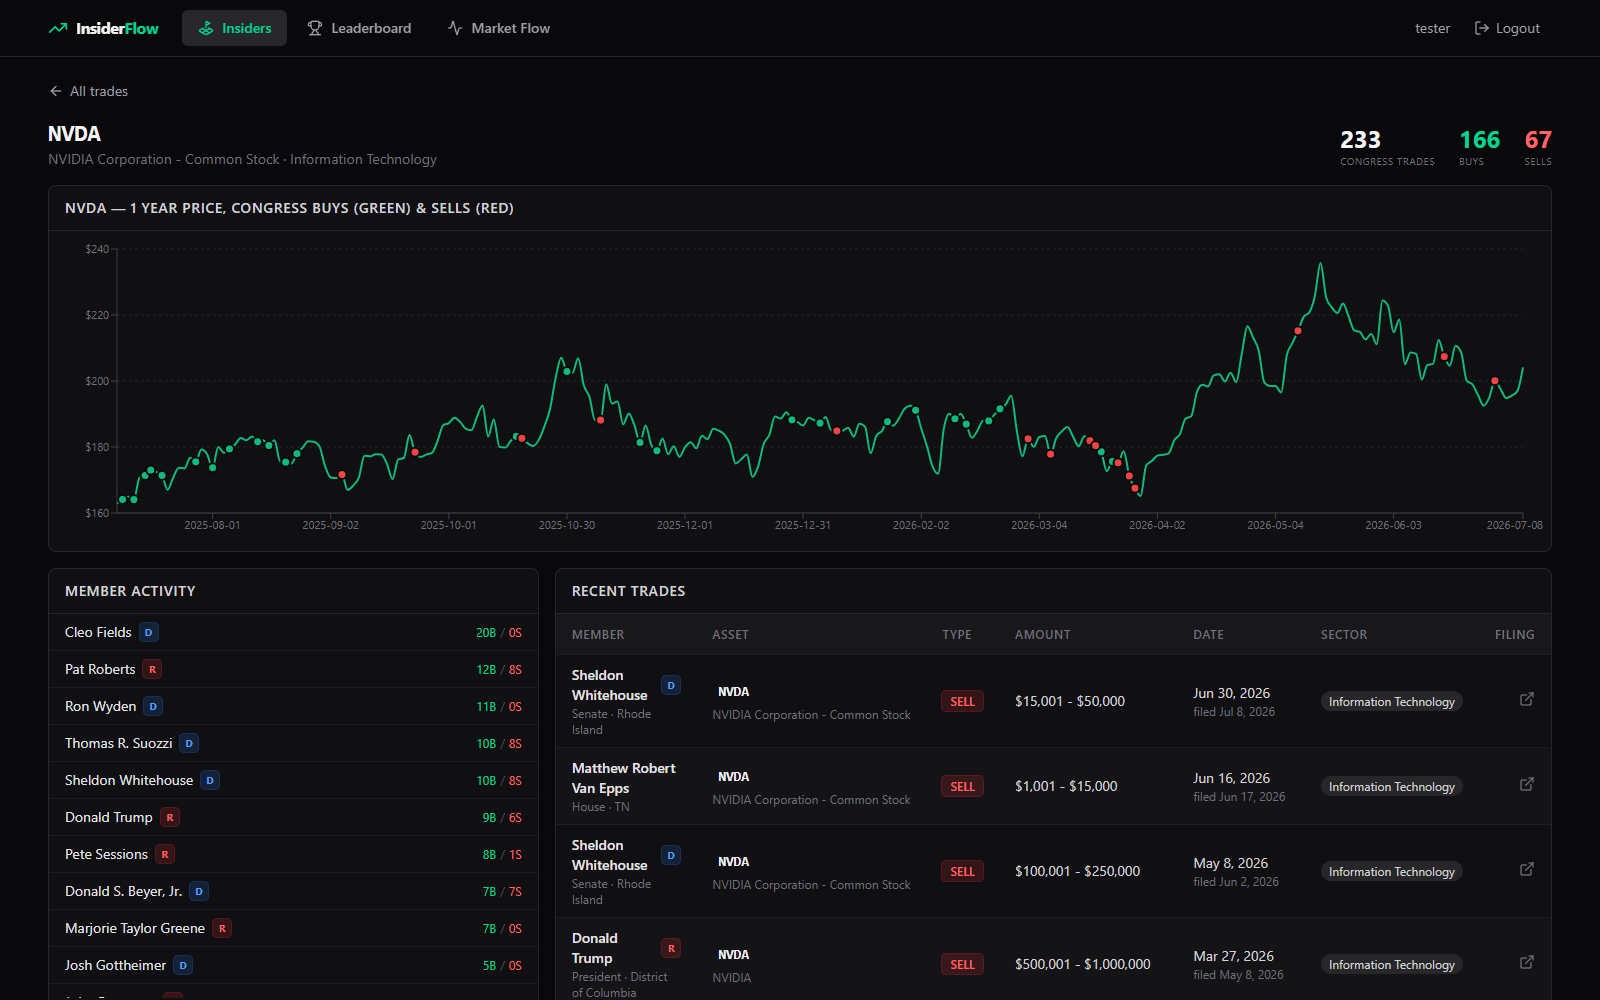 InsiderFlow
Insiders
Leaderboard
Market Flow
tester
Logout
All trades
NVDA
NVIDIA Corporation - Common Stock · Information Technology
233
CONGRESS TRADES
166
BUYS
67
SELLS
NVDA — 1 YEAR PRICE, CONGRESS BUYS (GREEN) & SELLS (RED)
$240
$220
$200
$180
$160
2025-08-01
2025-09-02
2025-10-01
2025-10-30
2025-12-01
2025-12-31
2026-02-02
2026-03-04
2026-04-02
2026-05-04
2026-06-03
2026-07-08
MEMBER ACTIVITY
Cleo Fields D 20B / 0S
Pat Roberts R 12B / 8S
Ron Wyden D 11B / 0S
Thomas R. Suozzi D 10B / 8S
Sheldon Whitehouse D 10B / 8S
Donald Trump R 9B / 6S
Pete Sessions R 8B / 1S
Donald S. Beyer, Jr. D 7B / 7S
Marjorie Taylor Greene R 7B / 0S
Josh Gottheimer D 5B / 0S
RECENT TRADES
MEMBER ASSET TYPE AMOUNT DATE SECTOR FILING
Sheldon
Whitehouse D
Senate · Rhode
Island
NVDA
NVIDIA Corporation - Common Stock
SELL
$15,001 - $50,000
Jun 30, 2026
filed Jul 8, 2026
Information Technology
Matthew Robert
Van Epps
House · TN
NVDA
NVIDIA Corporation - Common Stock
SELL
$1,001 - $15,000
Jun 16, 2026
filed Jun 17, 2026
Information Technology
Sheldon
Whitehouse D
Senate · Rhode
Island
NVDA
NVIDIA Corporation - Common Stock
SELL
$100,001 - $250,000
May 8, 2026
filed Jun 2, 2026
Information Technology
Donald
Trump R
President · District
of Columbia
NVDA
NVIDIA
SELL
$500,001 - $1,000,000
Mar 27, 2026
filed May 8, 2026
Information Technology